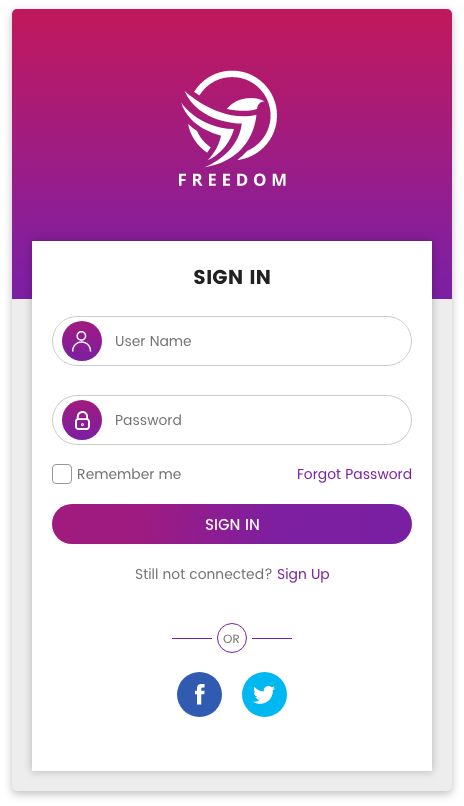 FREEDOM
SIGN IN
User Name
Password
Remember me Forgot Password
SIGN IN
Still not connected? Sign Up
OR
f